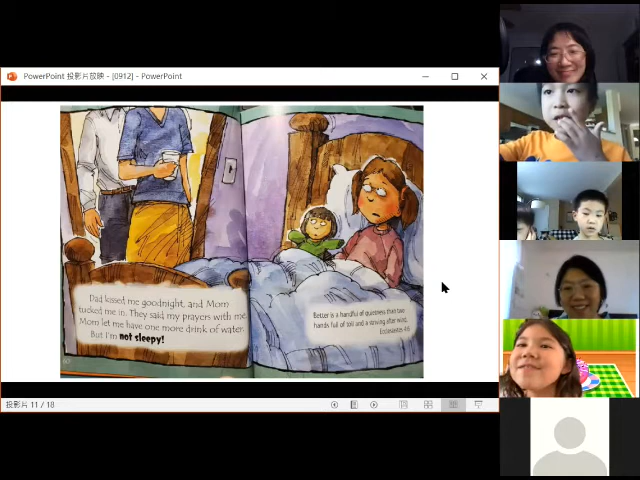 PowerPoint 投影片放映 - [0912] - PowerPoint
Dad kissed me goodnight, and Mom
tucked me in. They said my prayers with me.
Mom let me have one more drink of water.
But I'm not sleepy!
Better is a handful of quietness than two
hands full of toil and a striving after wind.
Ecclesiastes 4:6
投影片 11 / 18